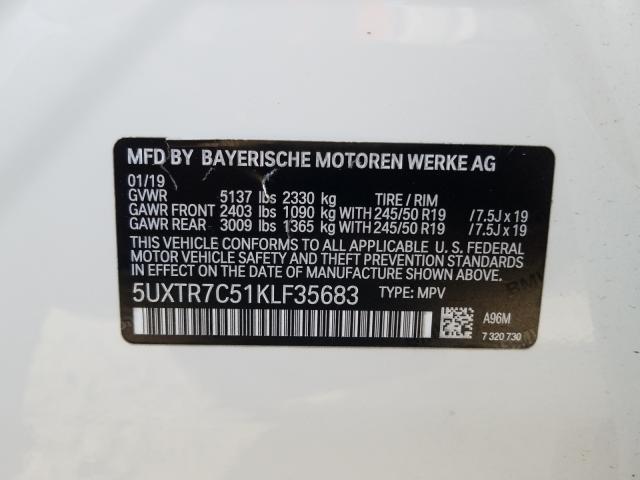 MFD BY BAYERISCHE MOTOREN WERKE AG
01/19
GVWR 5137 lbs 2330 kg TIRE / RIM
GAWR FRONT 2403 lbs 1090 kg WITH 245/50 R19 / 7.5J x 19
GAWR REAR 3009 lbs 1365 kg WITH 245/50 R19 / 7.5J x 19
THIS VEHICLE CONFORMS TO ALL APPLICABLE U. S. FEDERAL
MOTOR VEHICLE SAFETY AND THEFT PREVENTION STANDARDS
IN EFFECT ON THE DATE OF MANUFACTURE SHOWN ABOVE.
5UXTR7C51KLF35683 TYPE: MPV
A96M
7 320 730
BMW